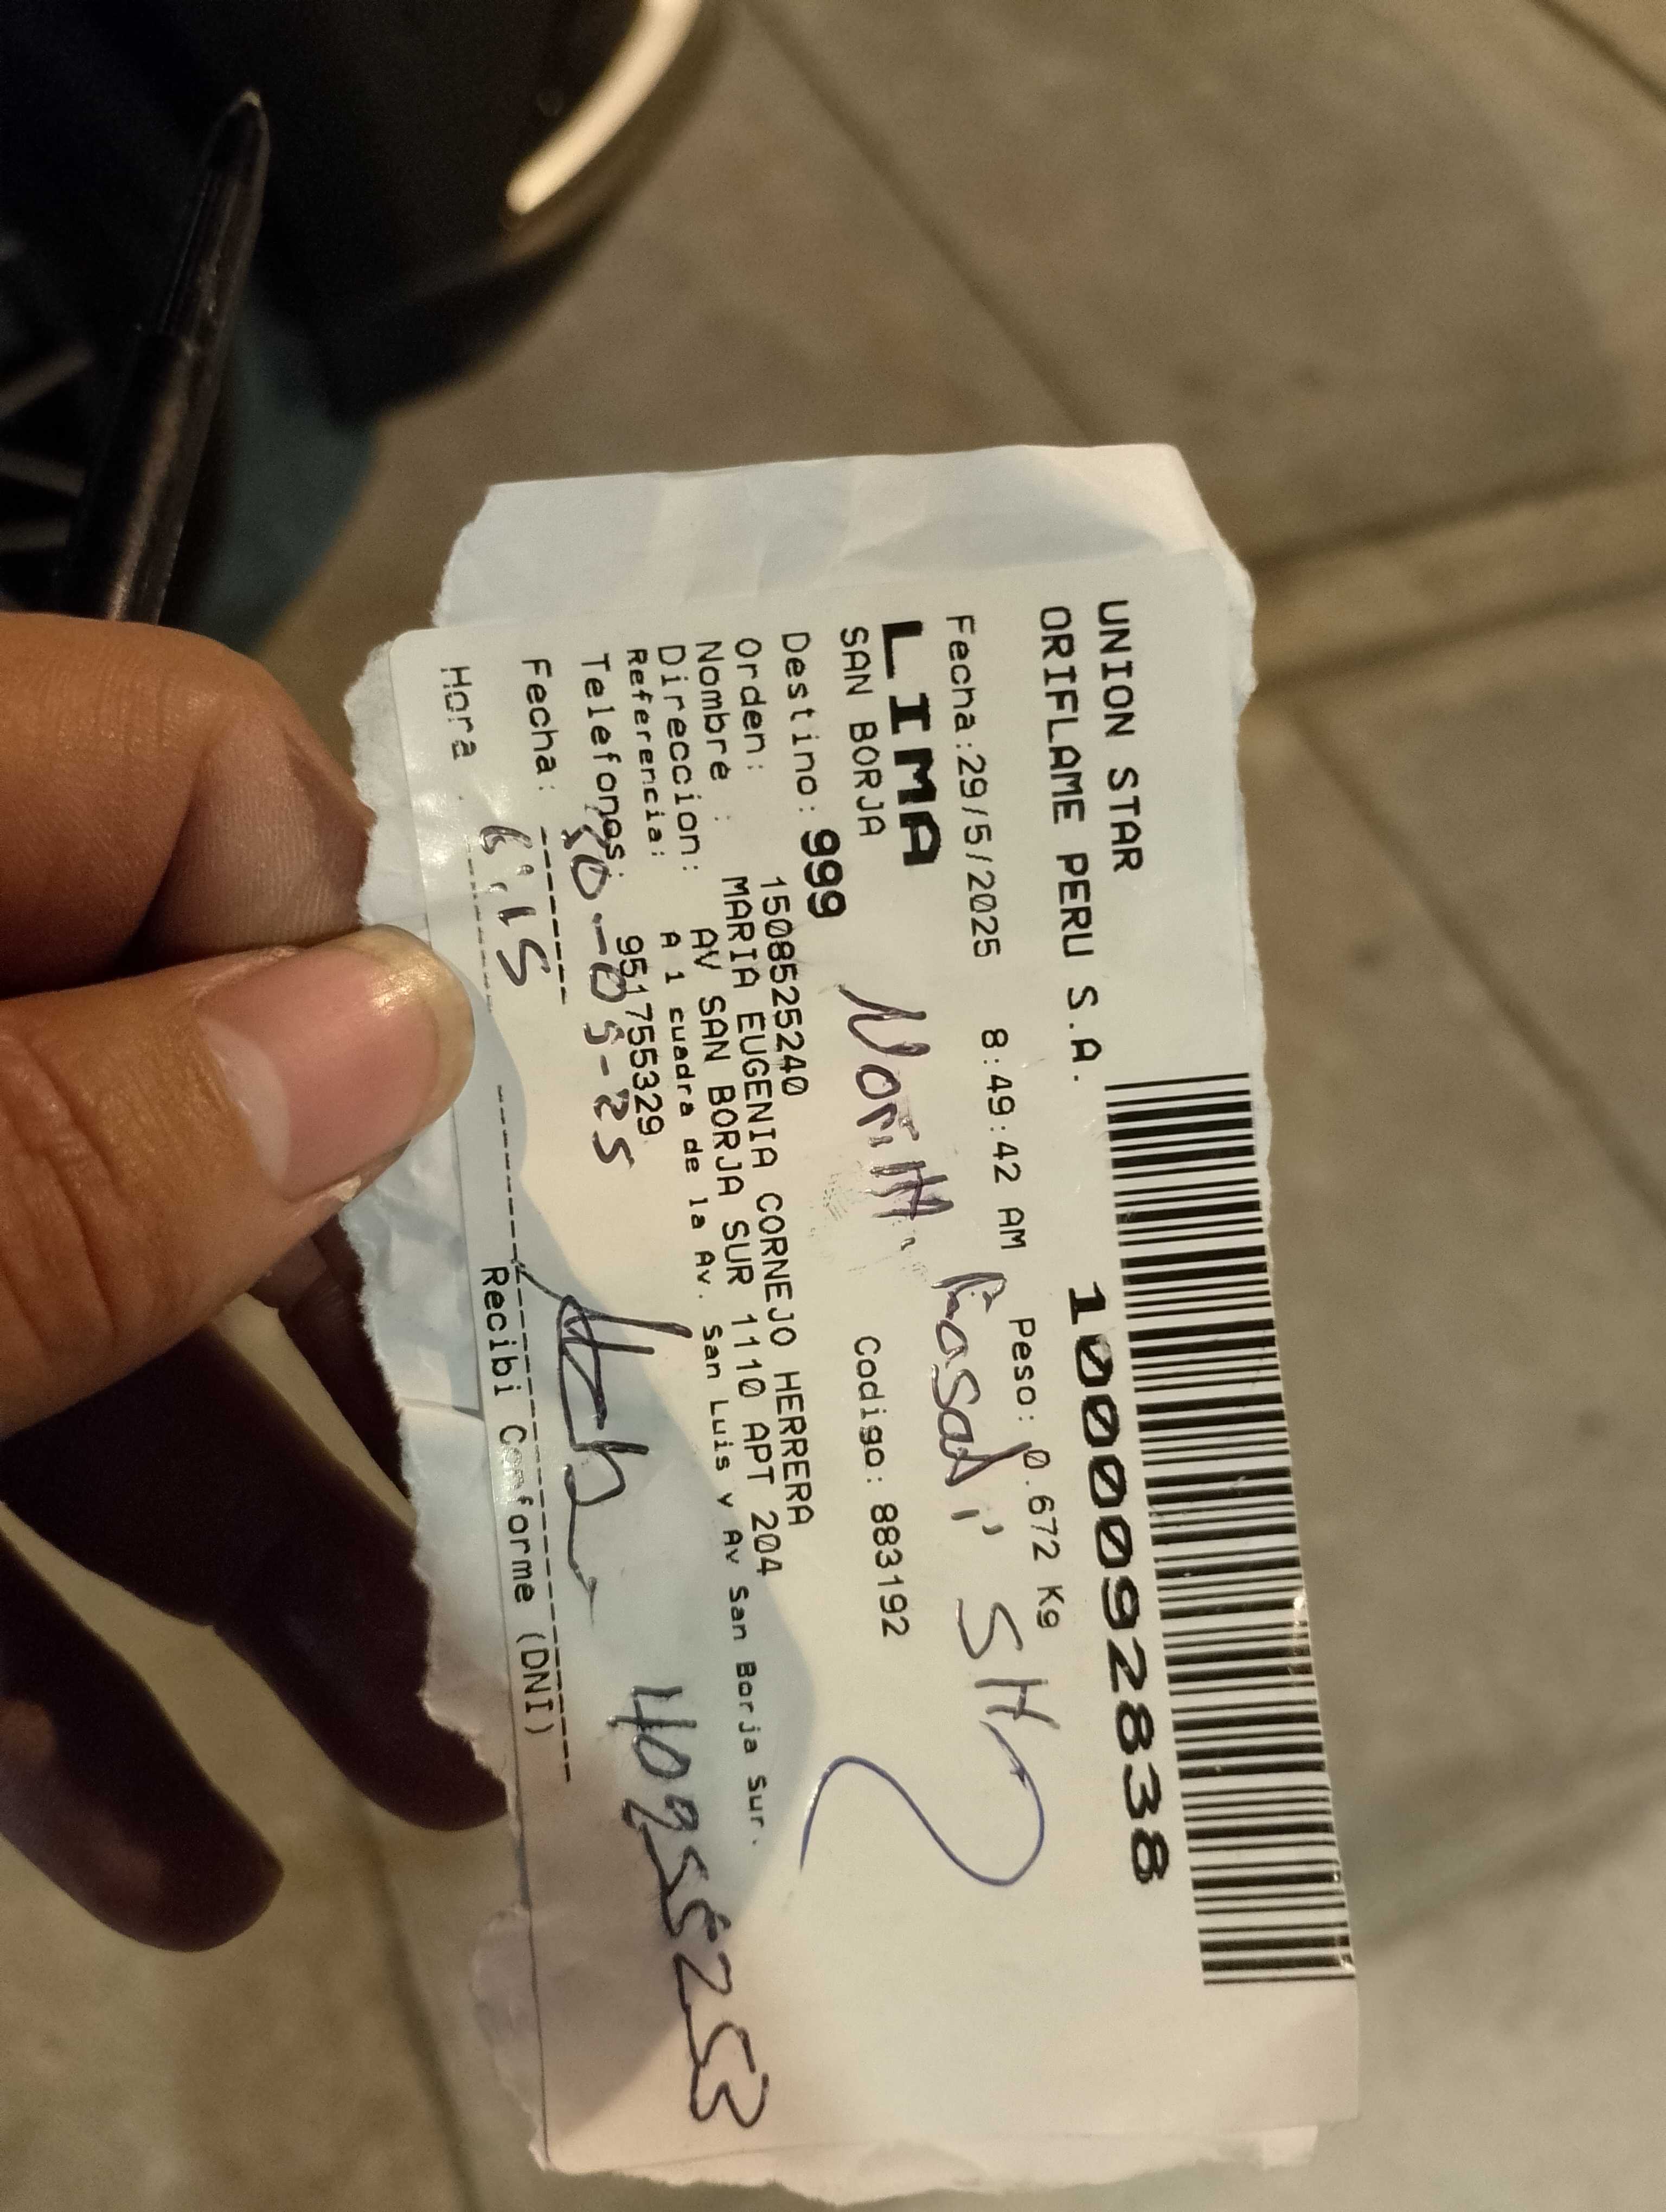 UNION STAR
ORIFLAME PERU S.A.
1000092838
Fecha:29/5/2025 8:49:42 AM Peso: 0.672 Kg
LIMA
SAN BORJA Codigo: 883192
Destino: 999
Orden: 1508525240
Nombre : MARIA EUGENIA CORNEJO HERRERA
Direccion: AV SAN BORJA SUR 1110 APT 204
Referencia: A 1 cuadra de la Av. San Luis y Av San Borja Sur.
Telefonos: 951755329
Fecha: 30-05-25
Hora 6:15
Recibi Conforme (DNI)